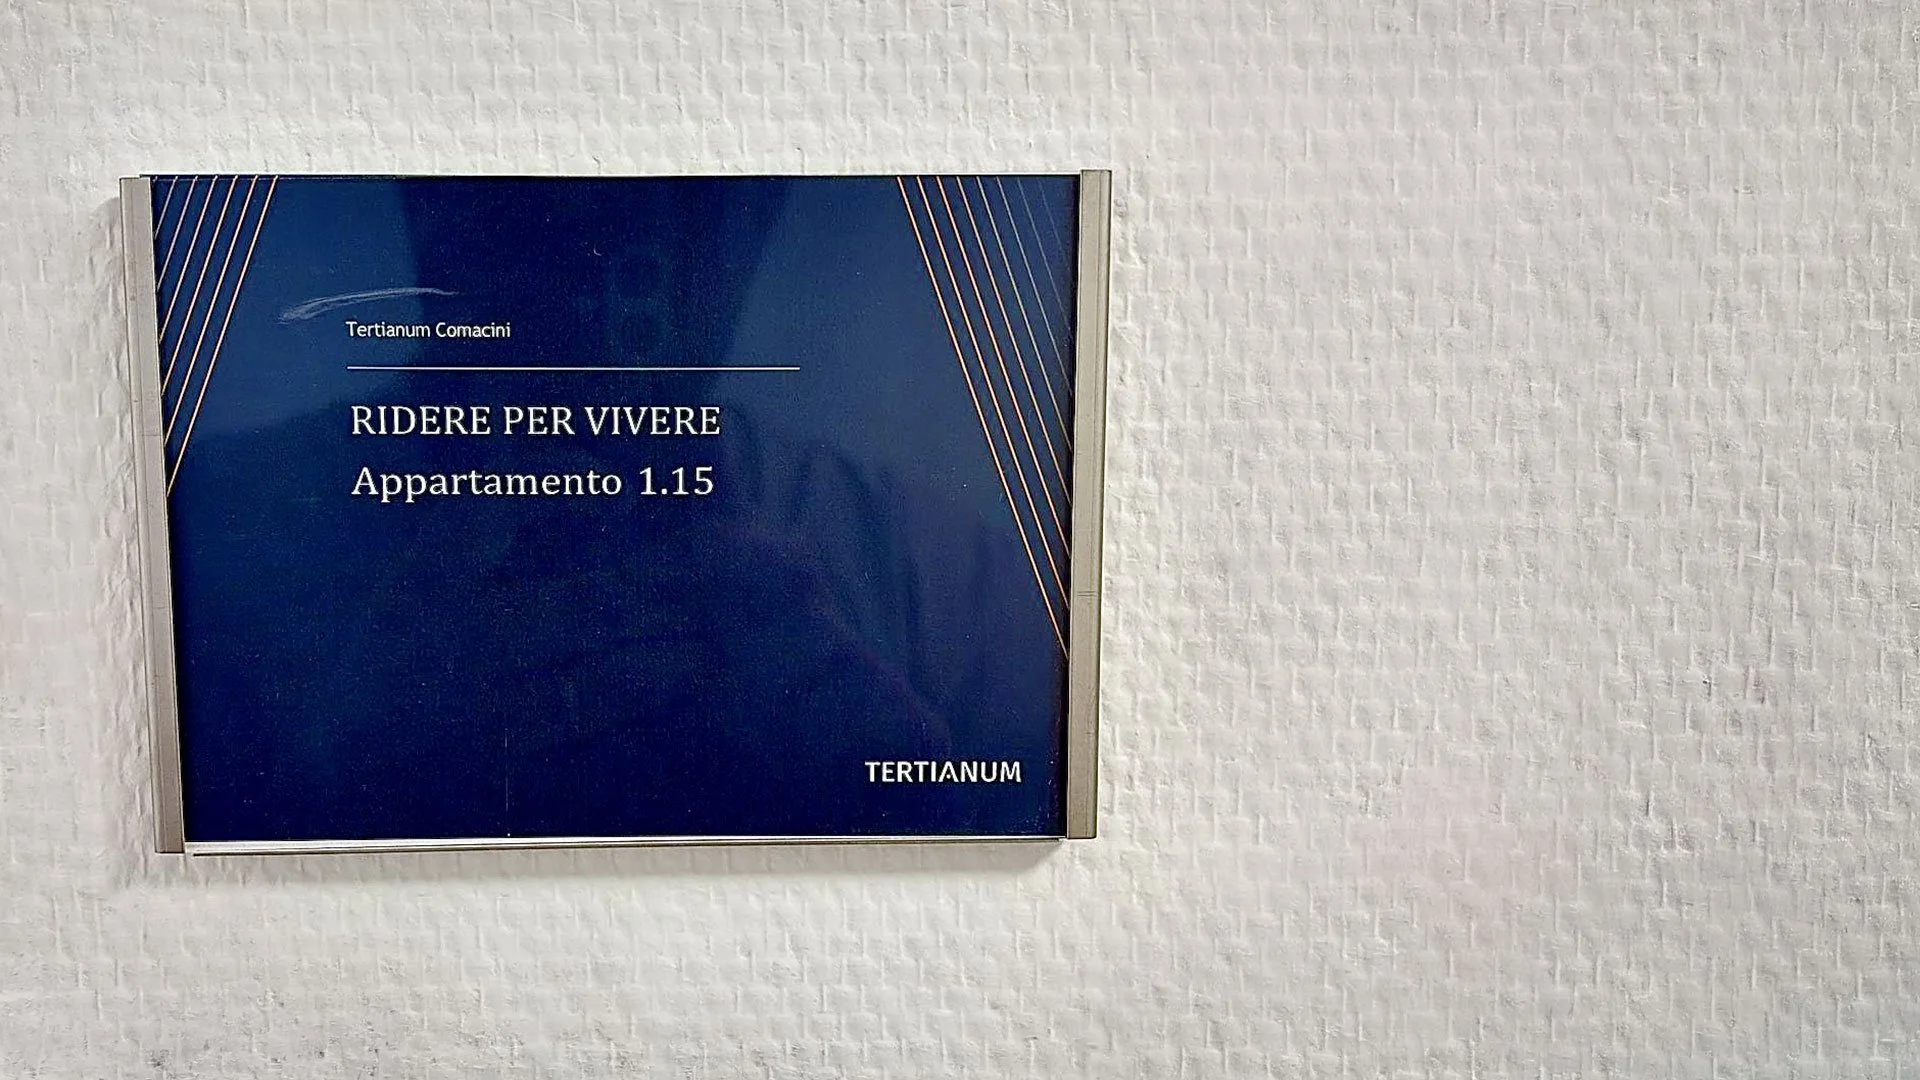 Tertianum Comacini
RIDERE PER VIVERE
Appartamento 1.15
TERTIANUM